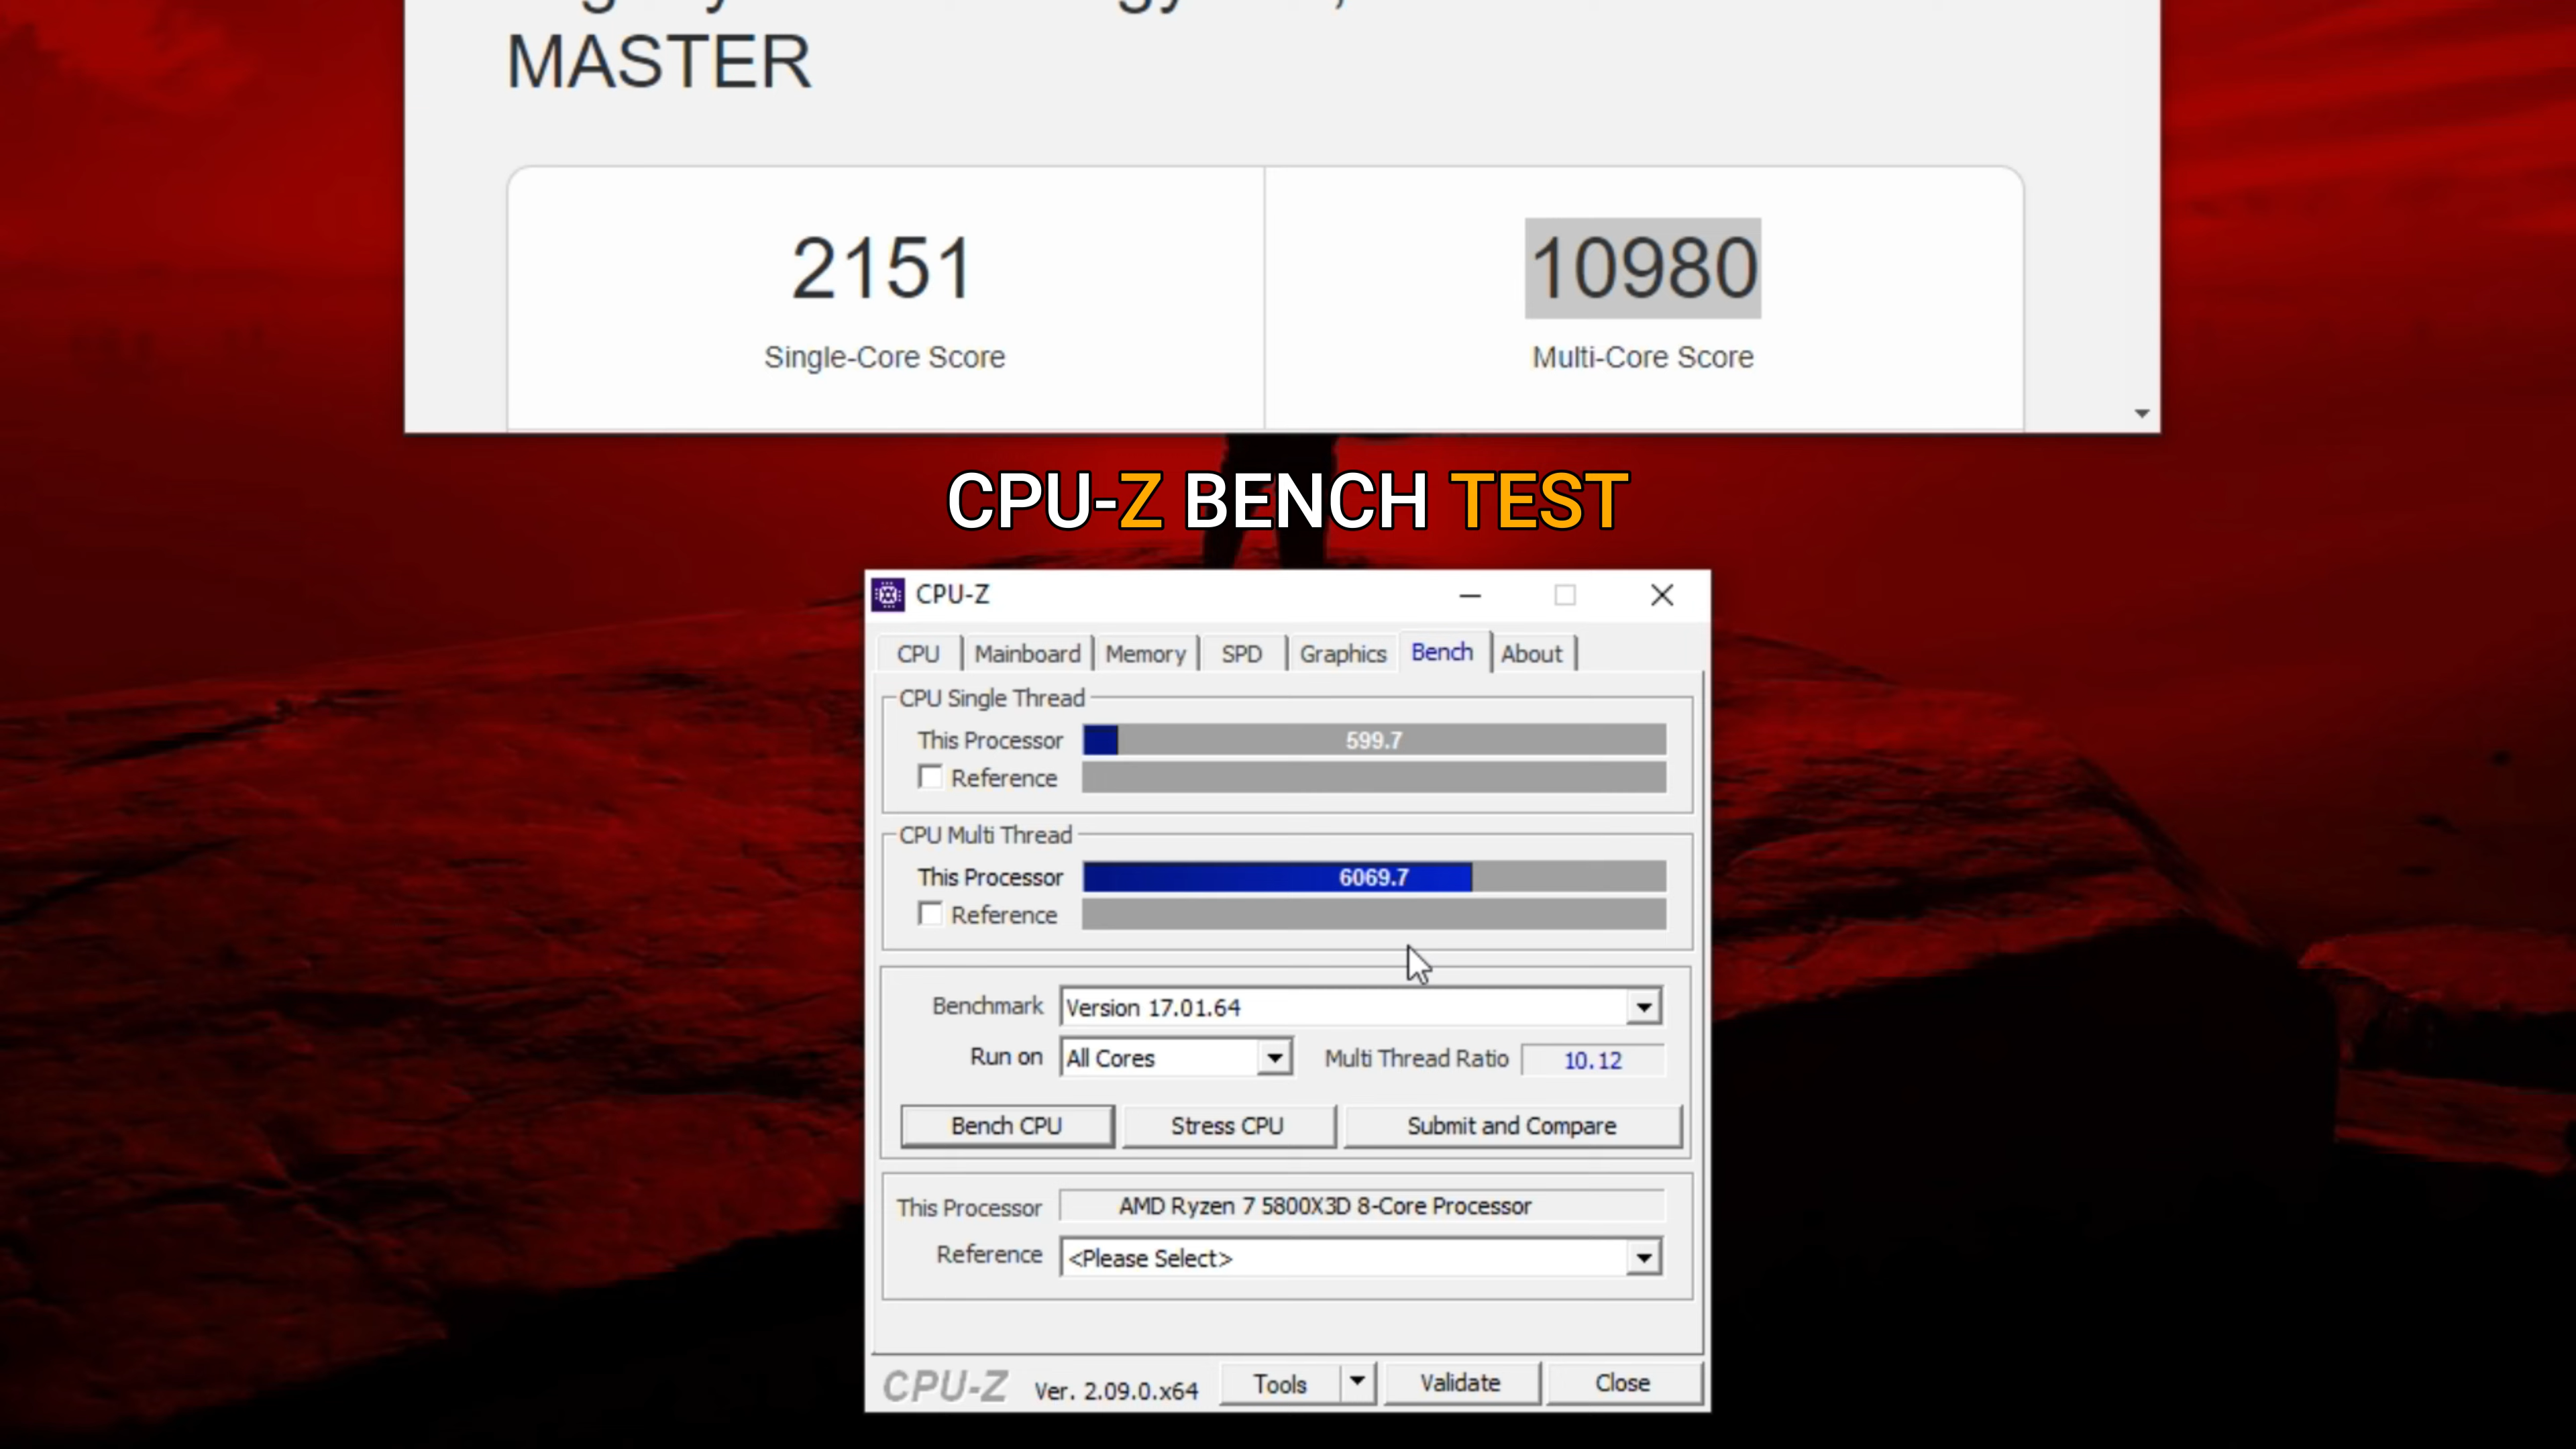 MASTER
2151
10980
Single-Core Score
Multi-Core Score
CPU-Z BENCH TEST
CPU-Z
CPU Mainboard Memory SPD Graphics Bench About
CPU Single Thread
This Processor 599.7
Reference
CPU Multi Thread
This Processor 6069.7
Reference
Benchmark Version 17.01.64
Run on All Cores Multi Thread Ratio 10.12
Bench CPU Stress CPU Submit and Compare
This Processor AMD Ryzen 7 5800X3D 8-Core Processor
Reference <Please Select>
CPU-Z Ver. 2.09.0.x64 Tools Validate Close